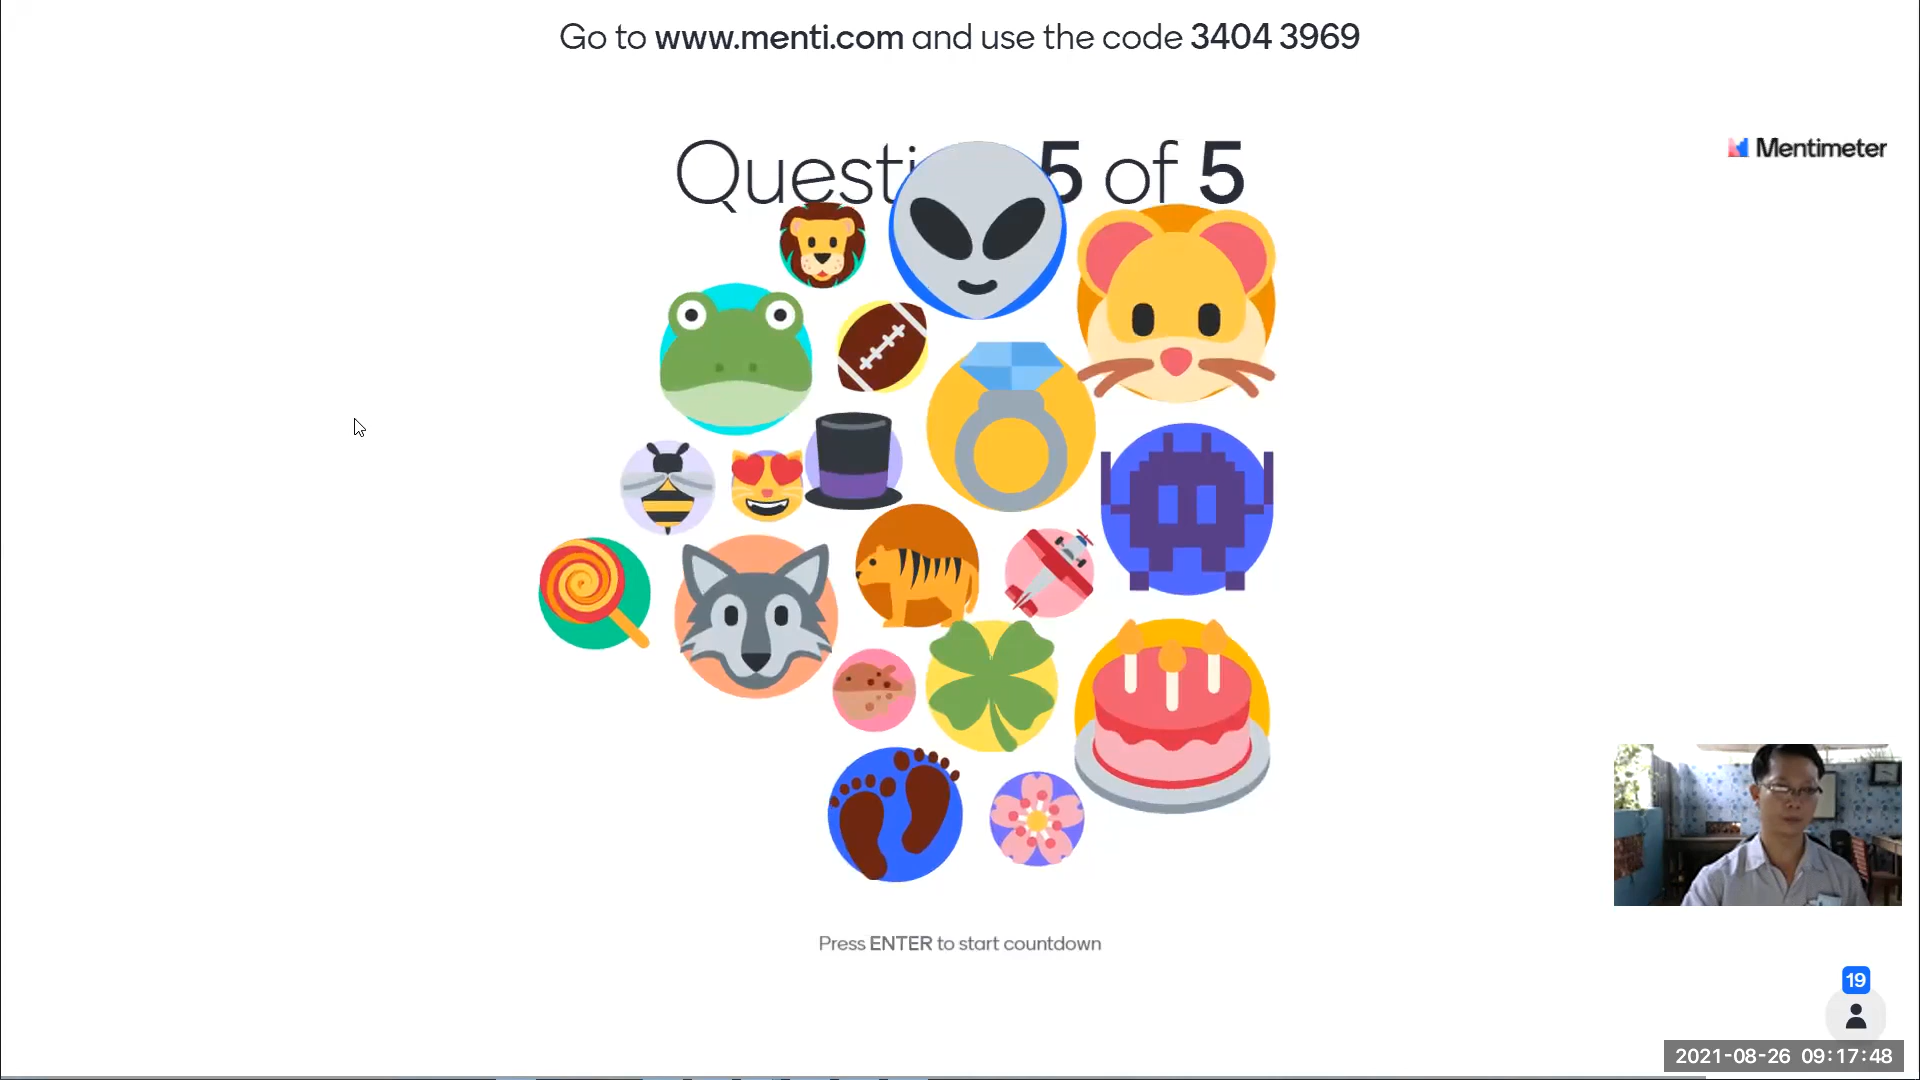 Go to www.menti.com and use the code 3404 3969
Mentimeter
5 of 5
Press ENTER to start countdown
19
2021-08-26 09:17:48